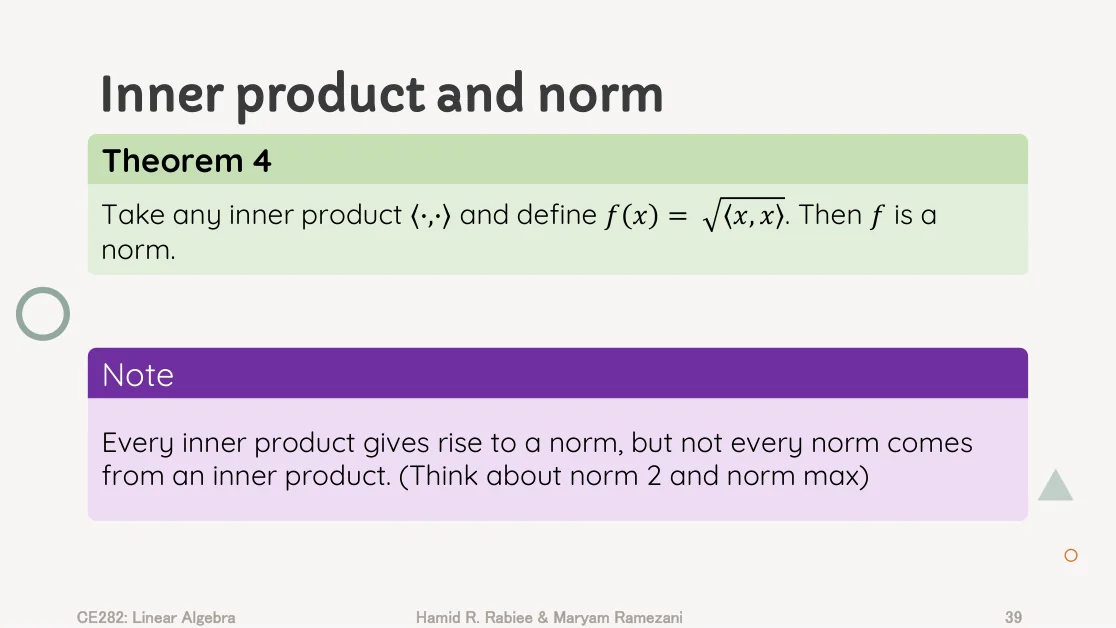 Inner product and norm
Theorem 4
Take any inner product ⟨·,·⟩ and define 𝑓(𝑥) = √⟨𝑥, 𝑥⟩. Then 𝑓 is a
norm.
Note
Every inner product gives rise to a norm, but not every norm comes
from an inner product. (Think about norm 2 and norm max)
CE282: Linear Algebra
Hamid R. Rabiee & Maryam Ramezani
39